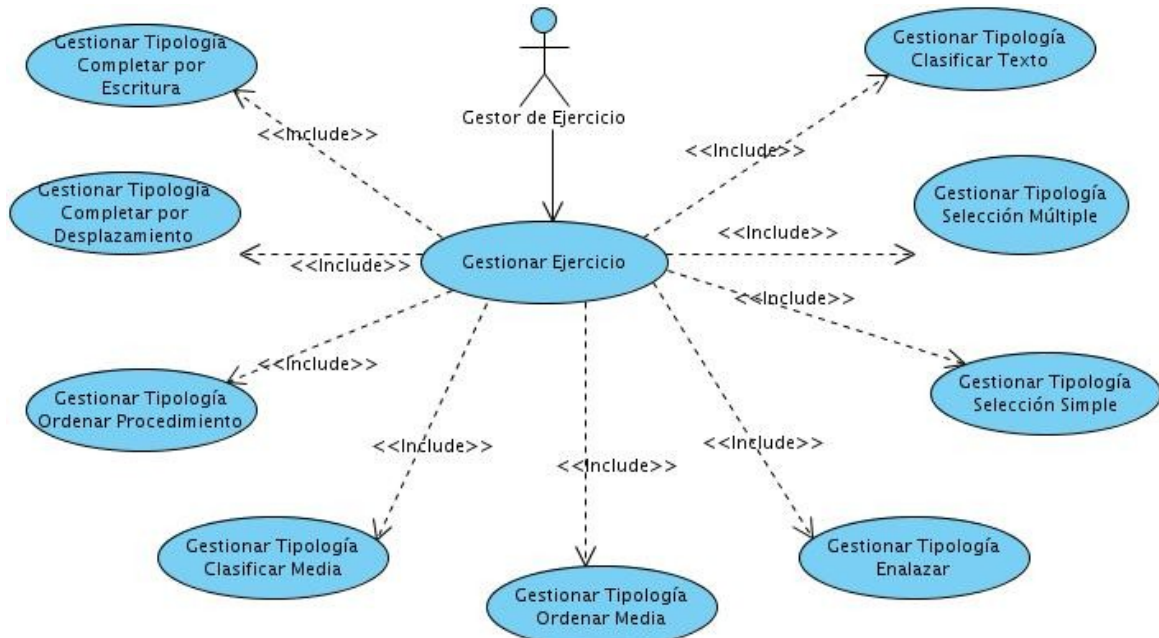 Gestionar Tipología
Completar por
Escritura
Gestor de Ejercicio
Gestionar Tipología
Clasificar Texto
<<Include>>
<<Include>>
Gestionar Tipología
Completar por
Desplazamiento
Gestionar Tipología
Selección Múltiple
<<Include>>
Gestionar Ejercicio
<<Include>>
<<Include>>
<<Include>>
Gestionar Tipología
Ordenar Procedimiento
Gestionar Tipología
Selección Simple
<<Include>>
<<Include>>
<<Include>>
Gestionar Tipología
Clasificar Media
Gestionar Tipología
Ordenar Media
Gestionar Tipología
Enalazar